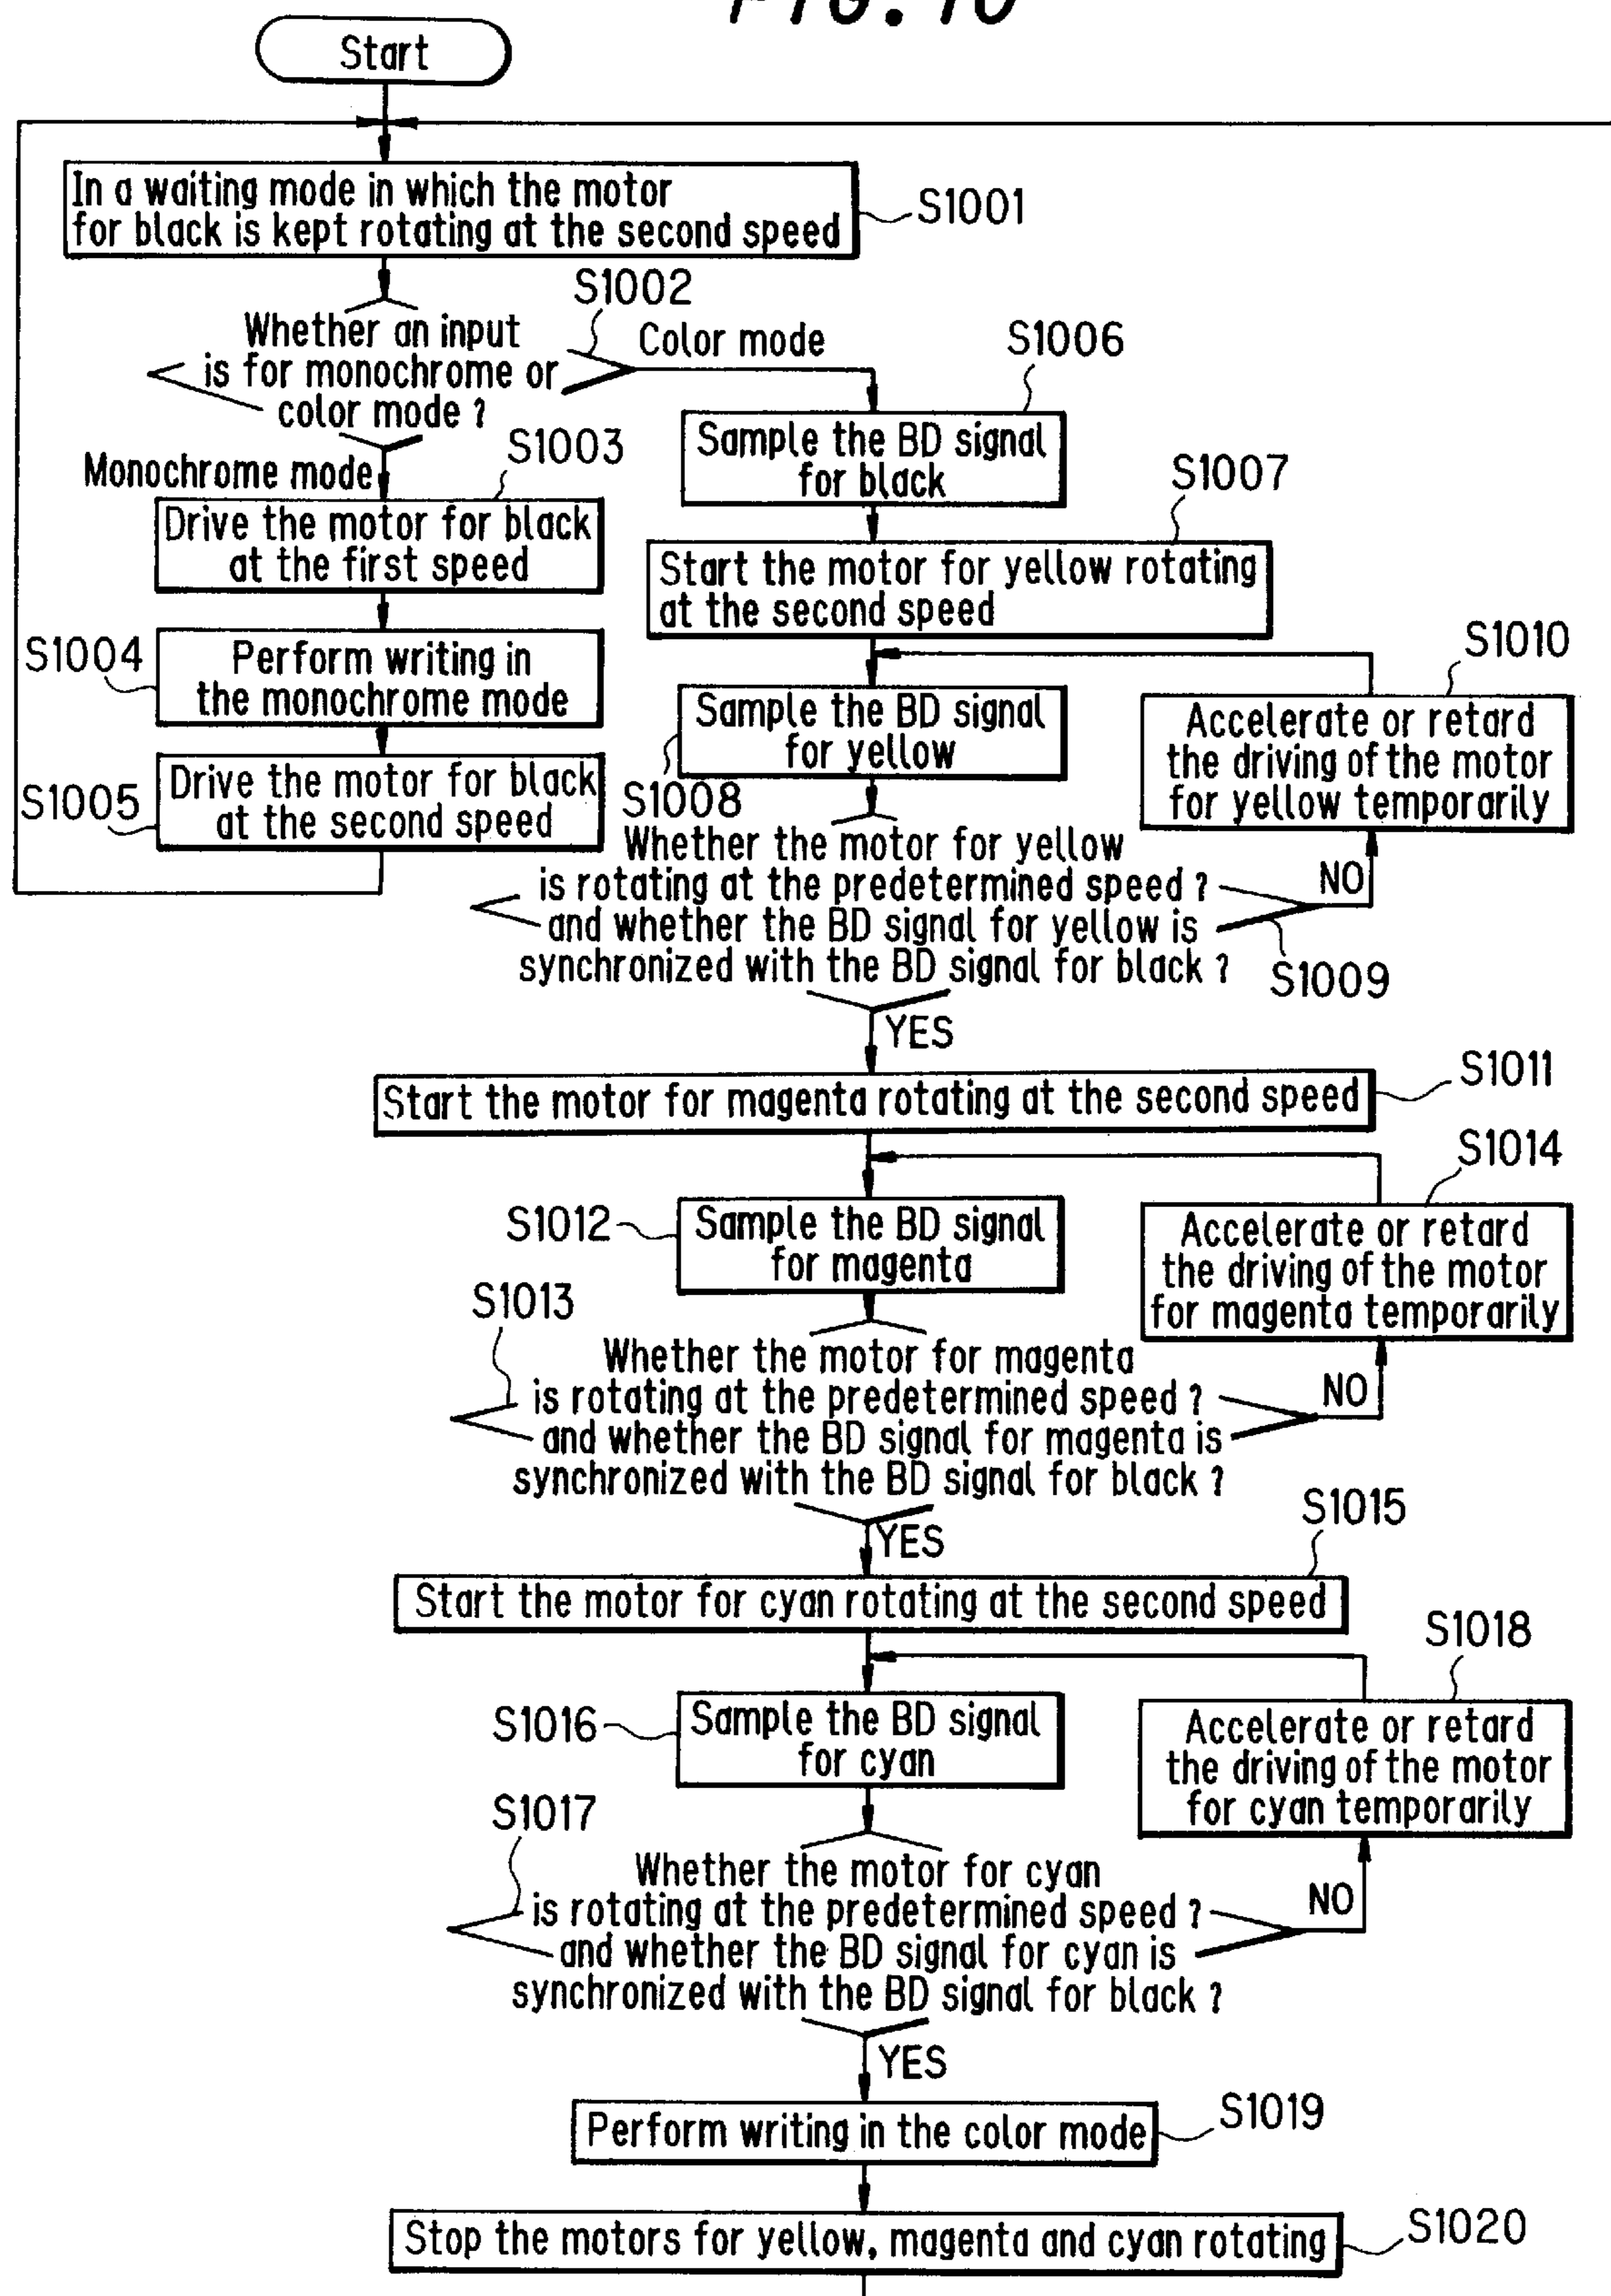 FIG. 10
Start
In a waiting mode in which the motor
for black is kept rotating at the second speed
S1001
S1002
Whether an input
is for monochrome or
color mode ?
Color mode
Monochrome mode
S1003
Drive the motor for black
at the first speed
S1004
Perform writing in
the monochrome mode
S1005
Drive the motor for black
at the second speed
S1006
Sample the BD signal
for black
S1007
Start the motor for yellow rotating
at the second speed
S1008
Sample the BD signal
for yellow
S1010
Accelerate or retard
the driving of the motor
for yellow temporarily
Whether the motor for yellow
is rotating at the predetermined speed ?
and whether the BD signal for yellow is
synchronized with the BD signal for black ?
NO
S1009
YES
Start the motor for magenta rotating at the second speed
S1011
S1012
Sample the BD signal
for magenta
S1014
Accelerate or retard
the driving of the motor
for magenta temporarily
S1013
Whether the motor for magenta
is rotating at the predetermined speed ?
and whether the BD signal for magenta is
synchronized with the BD signal for black ?
NO
YES
S1015
Start the motor for cyan rotating at the second speed
S1016
Sample the BD signal
for cyan
S1018
Accelerate or retard
the driving of the motor
for cyan temporarily
S1017
Whether the motor for cyan
is rotating at the predetermined speed ?
and whether the BD signal for cyan is
synchronized with the BD signal for black ?
NO
YES
Perform writing in the color mode
S1019
Stop the motors for yellow, magenta and cyan rotating
S1020